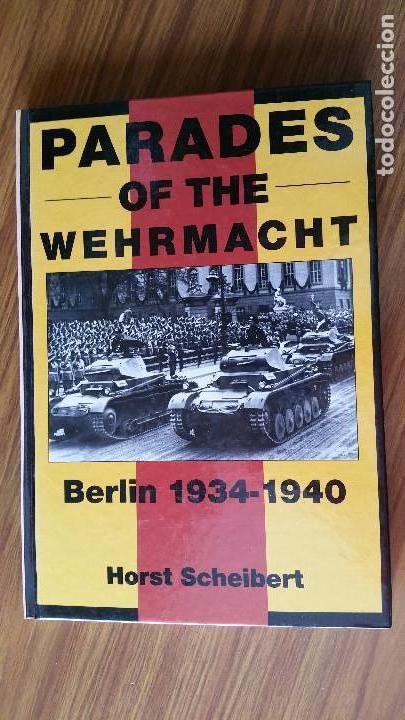 PARADES
OF THE
WEHRMACHT
Berlin 1934-1940
Horst Scheibert
todocoleccion